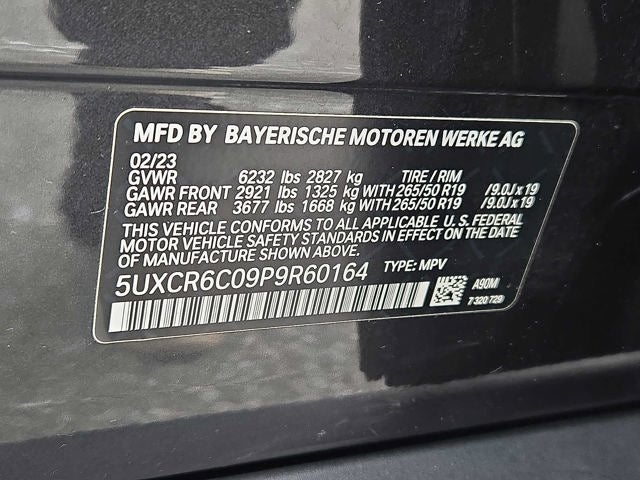 MFD BY BAYERISCHE MOTOREN WERKE AG
02/23
GVWR 6232 lbs 2827 kg TIRE / RIM
GAWR FRONT 2921 lbs 1325 kg WITH 265/50 R19 /9.0J x 19
GAWR REAR 3677 lbs 1668 kg WITH 265/50 R19 /9.0J x 19
THIS VEHICLE CONFORMS TO ALL APPLICABLE U.S. FEDERAL
MOTOR VEHICLE SAFETY STANDARDS IN EFFECT ON THE DATE
OF MANUFACTURE SHOWN ABOVE.
5UXCR6C09P9R60164 TYPE: MPV
A90M
7 320 729